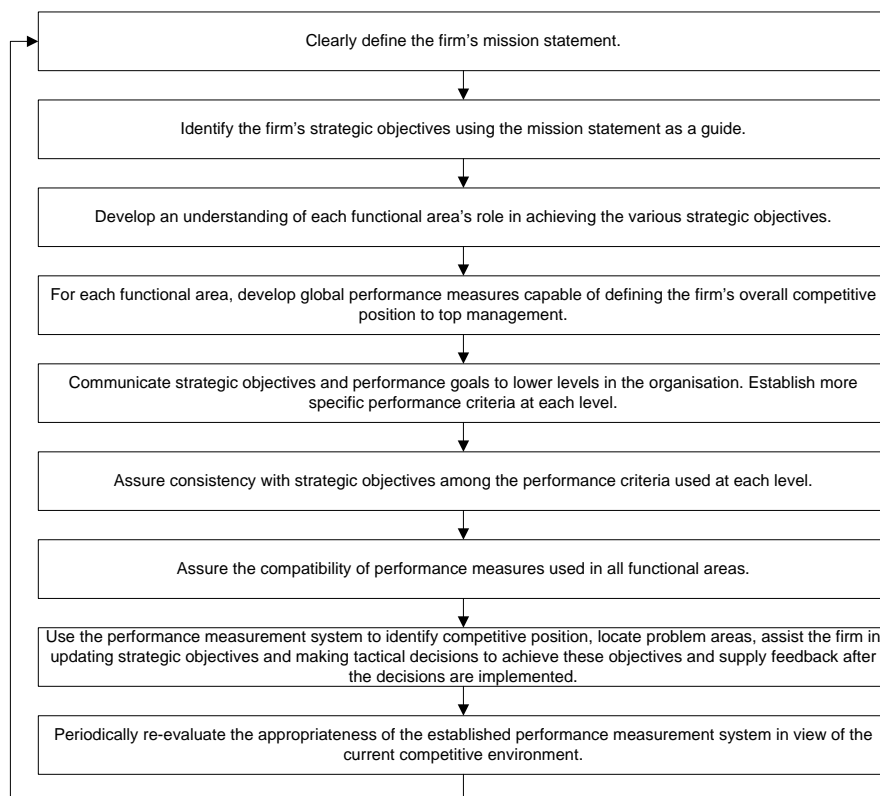 Clearly define the firm’s mission statement.
Identify the firm’s strategic objectives using the mission statement as a guide.
Develop an understanding of each functional area’s role in achieving the various strategic objectives.
For each functional area, develop global performance measures capable of defining the firm’s overall competitive
position to top management.
Communicate strategic objectives and performance goals to lower levels in the organisation. Establish more
specific performance criteria at each level.
Assure consistency with strategic objectives among the performance criteria used at each level.
Assure the compatibility of performance measures used in all functional areas.
Use the performance measurement system to identify competitive position, locate problem areas, assist the firm in
updating strategic objectives and making tactical decisions to achieve these objectives and supply feedback after
the decisions are implemented.
Periodically re-evaluate the appropriateness of the established performance measurement system in view of the
current competitive environment.